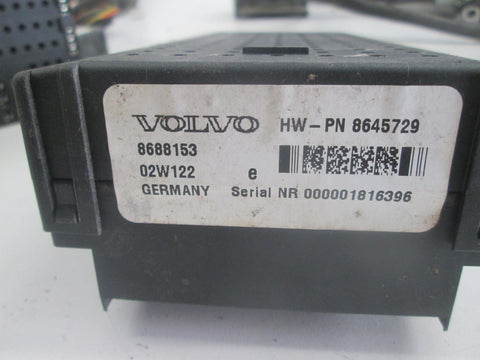 VOLVO HW-PN 8645729
8688153
02W122 e
GERMANY Serial NR 000001816396